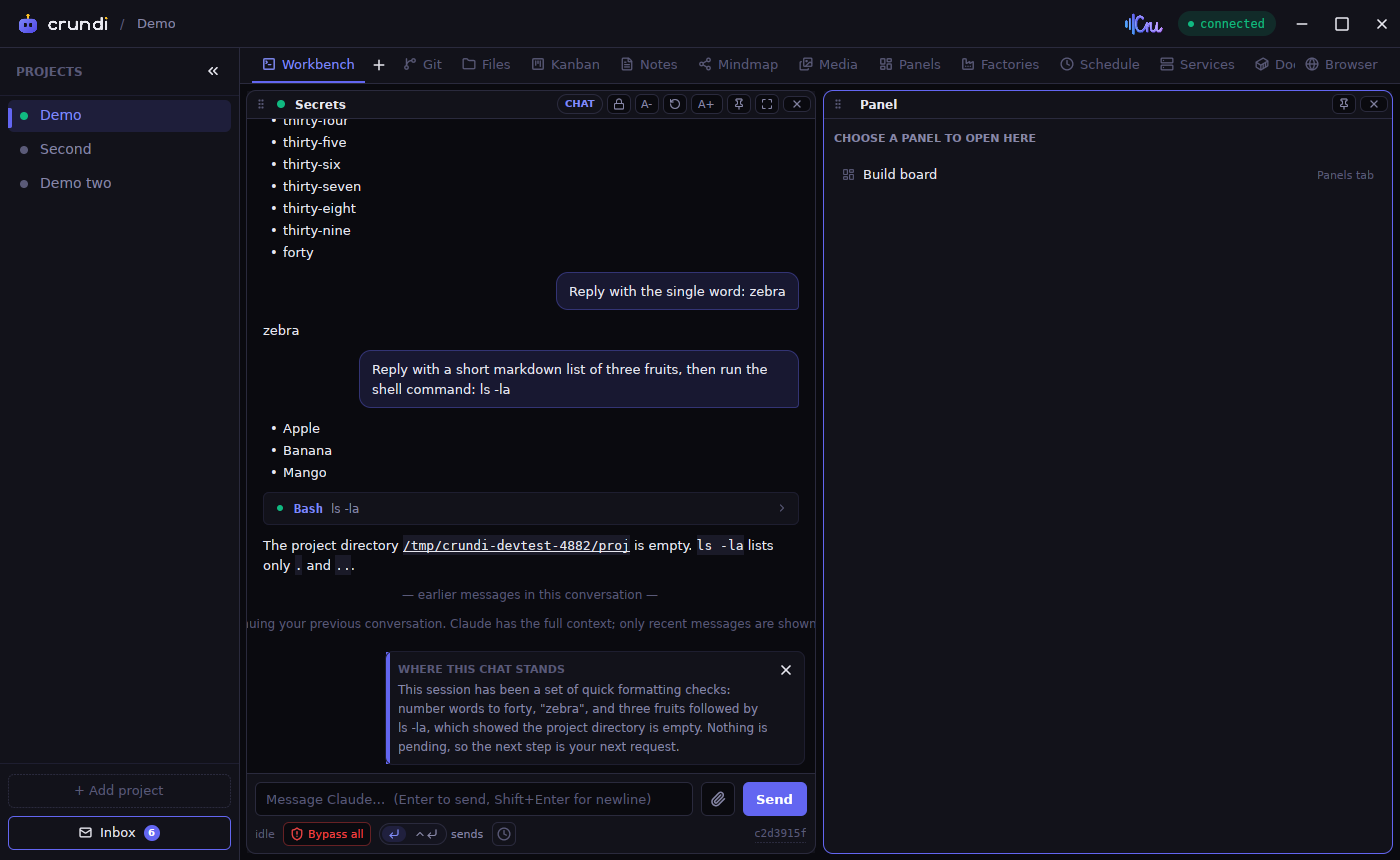 crundi / Demo
Cru
connected
PROJECTS
Demo
Second
Demo two
+ Add project
Inbox 6
Workbench + Git Files Kanban Notes Mindmap Media Panels Factories Schedule Services Do Browser
Secrets CHAT A- A+
thirty-four
• thirty-five
• thirty-six
• thirty-seven
• thirty-eight
• thirty-nine
• forty
Reply with the single word: zebra
zebra
Reply with a short markdown list of three fruits, then run the
shell command: ls -la
• Apple
• Banana
• Mango
Bash ls -la
The project directory /tmp/crundi-devtest-4882/proj is empty. ls -la lists
only . and ...
— earlier messages in this conversation —
uing your previous conversation. Claude has the full context; only recent messages are shown
WHERE THIS CHAT STANDS
This session has been a set of quick formatting checks:
number words to forty, "zebra", and three fruits followed by
ls -la, which showed the project directory is empty. Nothing is
pending, so the next step is your next request.
Message Claude... (Enter to send, Shift+Enter for newline)
Send
idle Bypass all sends c2d3915f
Panel
CHOOSE A PANEL TO OPEN HERE
Build board Panels tab